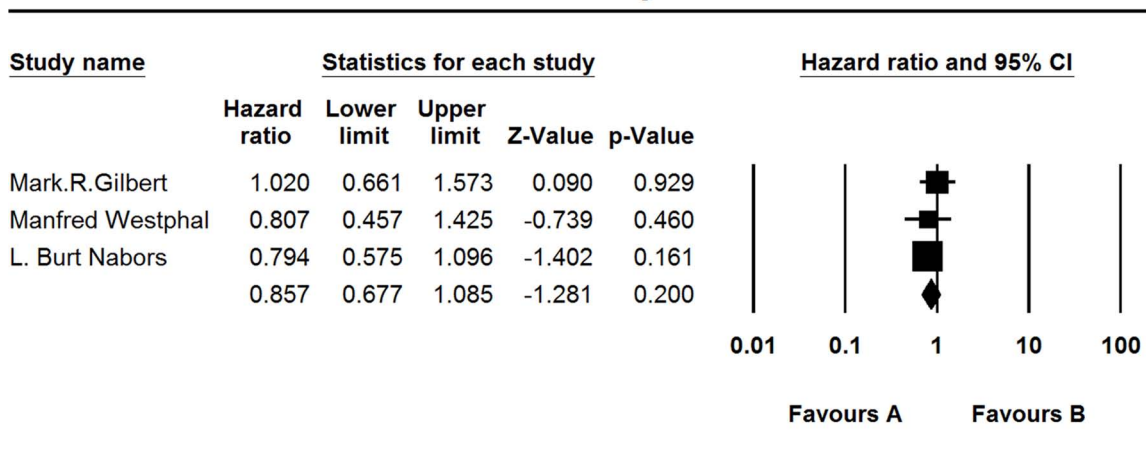 Study name Statistics for each study Hazard ratio and 95% CI
Hazard Lower Upper
ratio limit limit Z-Value p-Value
Mark.R.Gilbert 1.020 0.661 1.573 0.090 0.929
Manfred Westphal 0.807 0.457 1.425 -0.739 0.460
L. Burt Nabors 0.794 0.575 1.096 -1.402 0.161
0.857 0.677 1.085 -1.281 0.200
0.01 0.1 1 10 100
Favours A Favours B